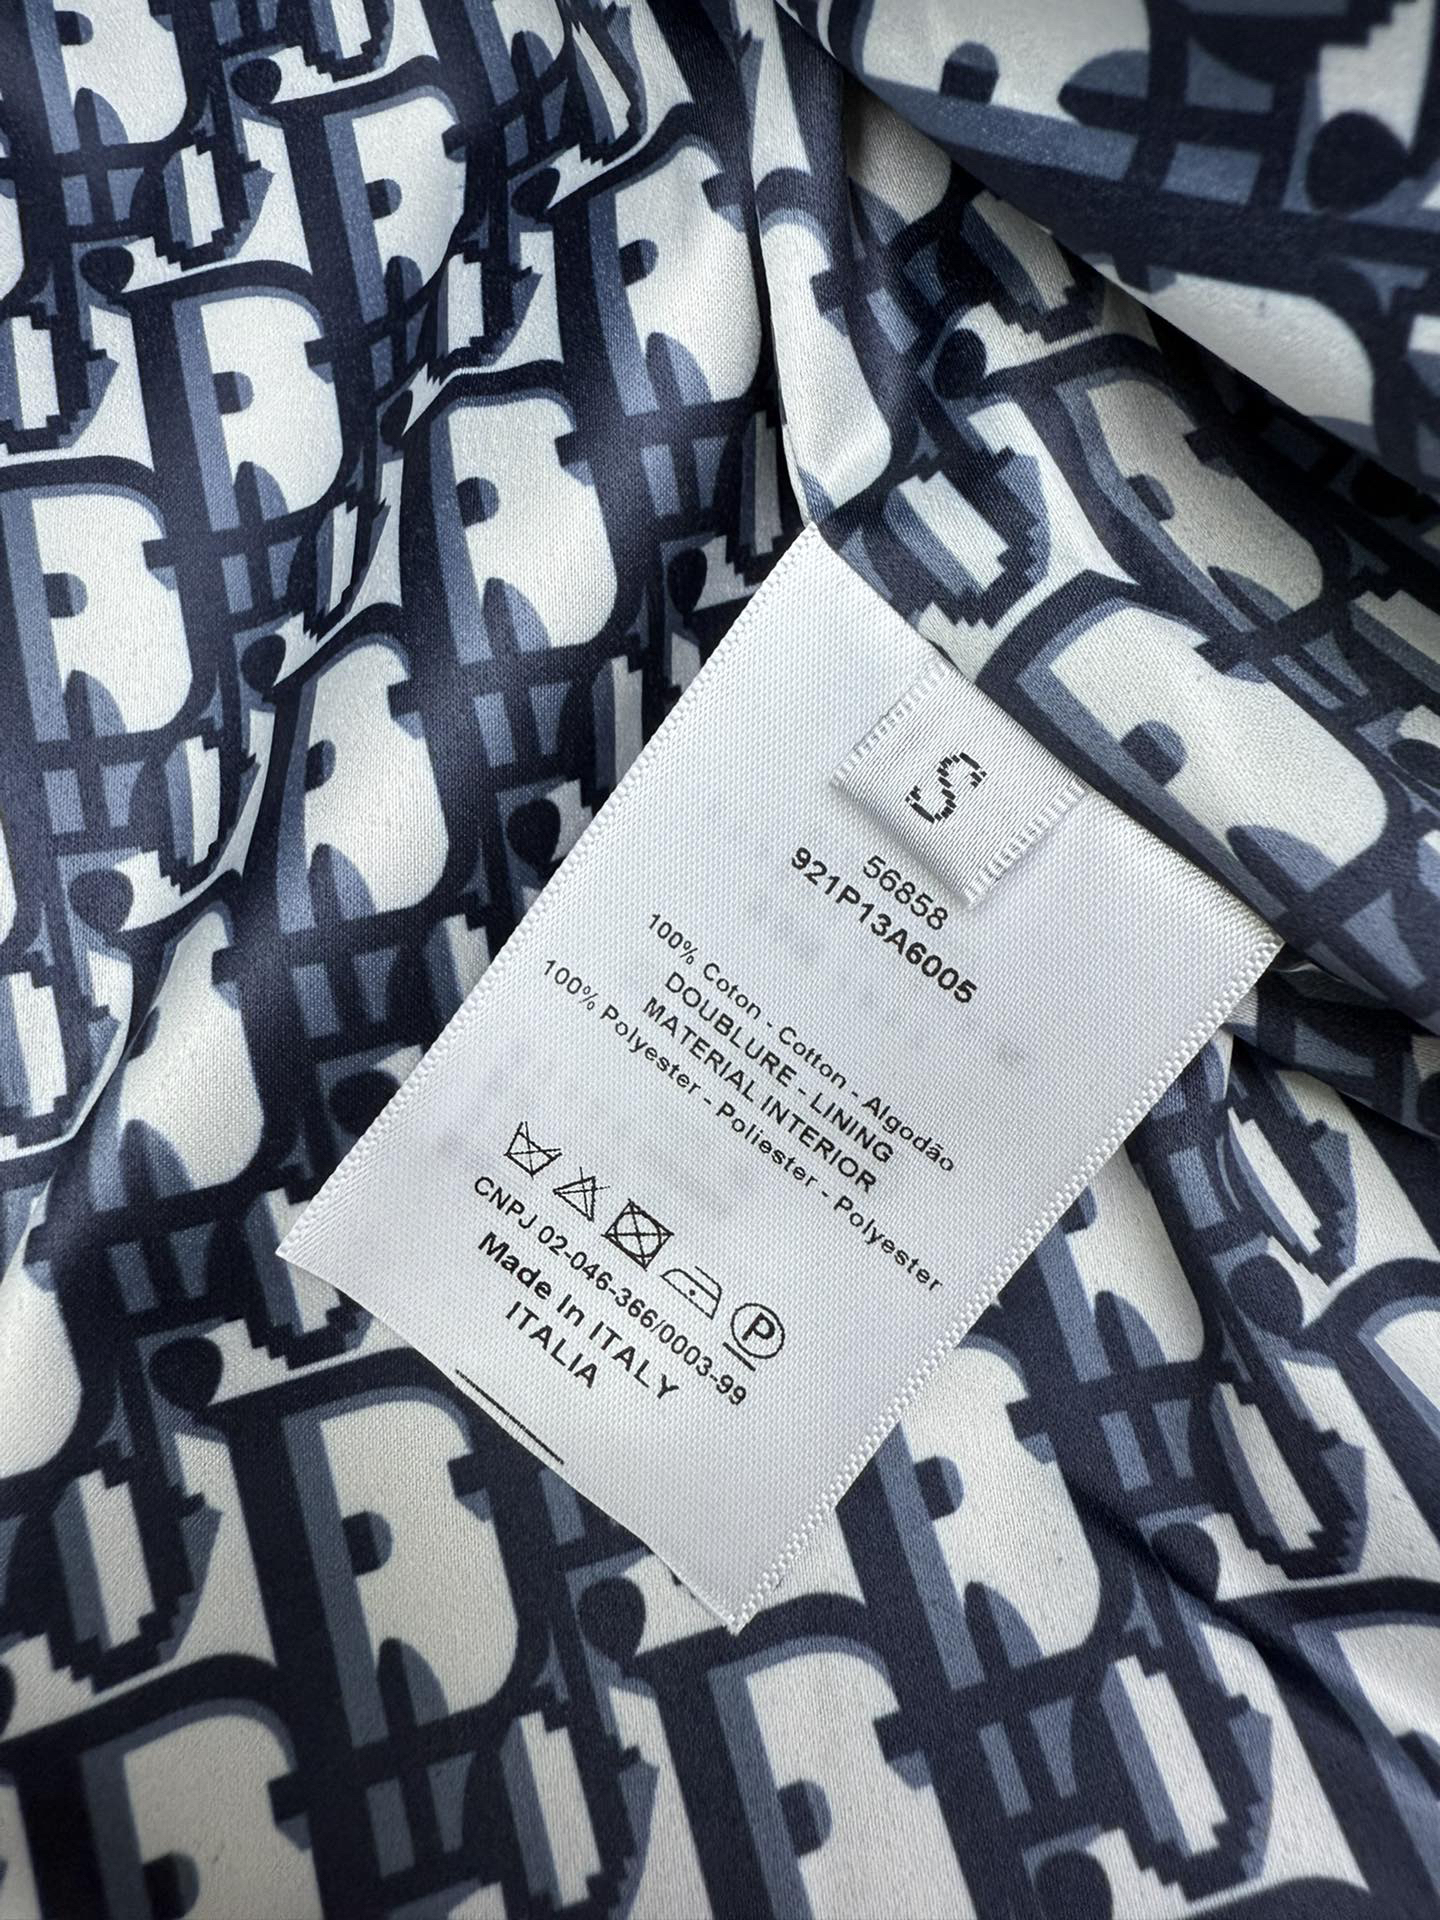 S
56858
921P13A6005
100% Coton - Cotton - Algodão
DOUBLURE - LINING
MATERIAL INTERIOR
100% Polyester - Poliester - Polyester
P
CNPJ 02-046-366/0003-99
Made In ITALY
ITALIA